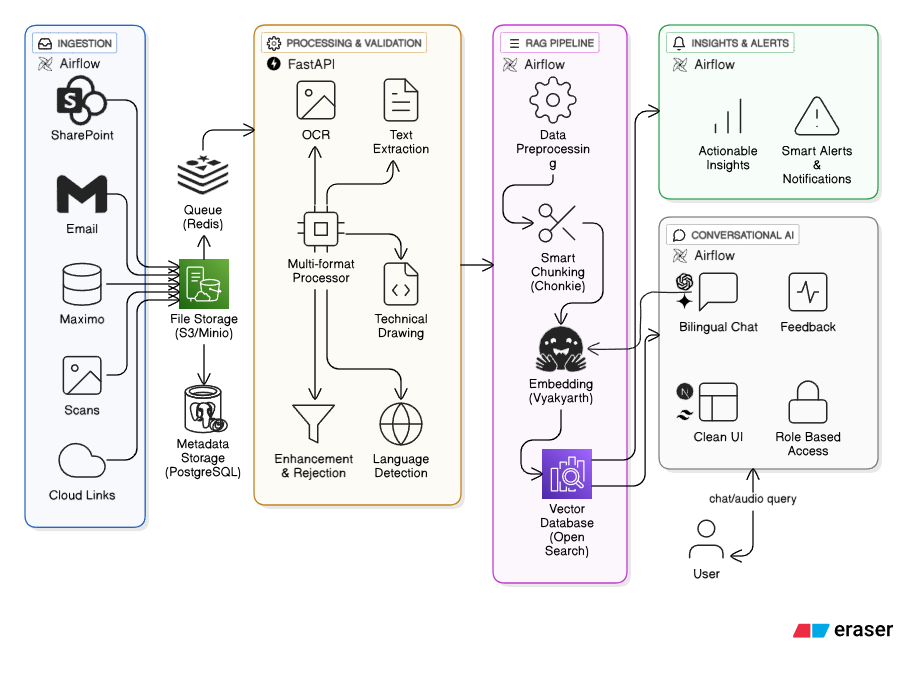 INGESTION
Airflow
SharePoint
Email
Maximo
Scans
Cloud Links
Queue
(Redis)
File Storage
(S3/Minio)
Metadata
Storage
(PostgreSQL)
PROCESSING & VALIDATION
FastAPI
OCR
Text
Extraction
Multi-format
Processor
Technical
Drawing
Enhancement
& Rejection
Language
Detection
RAG PIPELINE
Airflow
Data
Preprocessin
g
Smart
Chunking
(Chonkie)
Embedding
(Vyakyarth)
Vector
Database
(Open
Search)
INSIGHTS & ALERTS
Airflow
Actionable
Insights
Smart Alerts
&
Notifications
CONVERSATIONAL AI
Airflow
Bilingual Chat
Feedback
Clean UI
Role Based
Access
chat/audio query
User
eraser